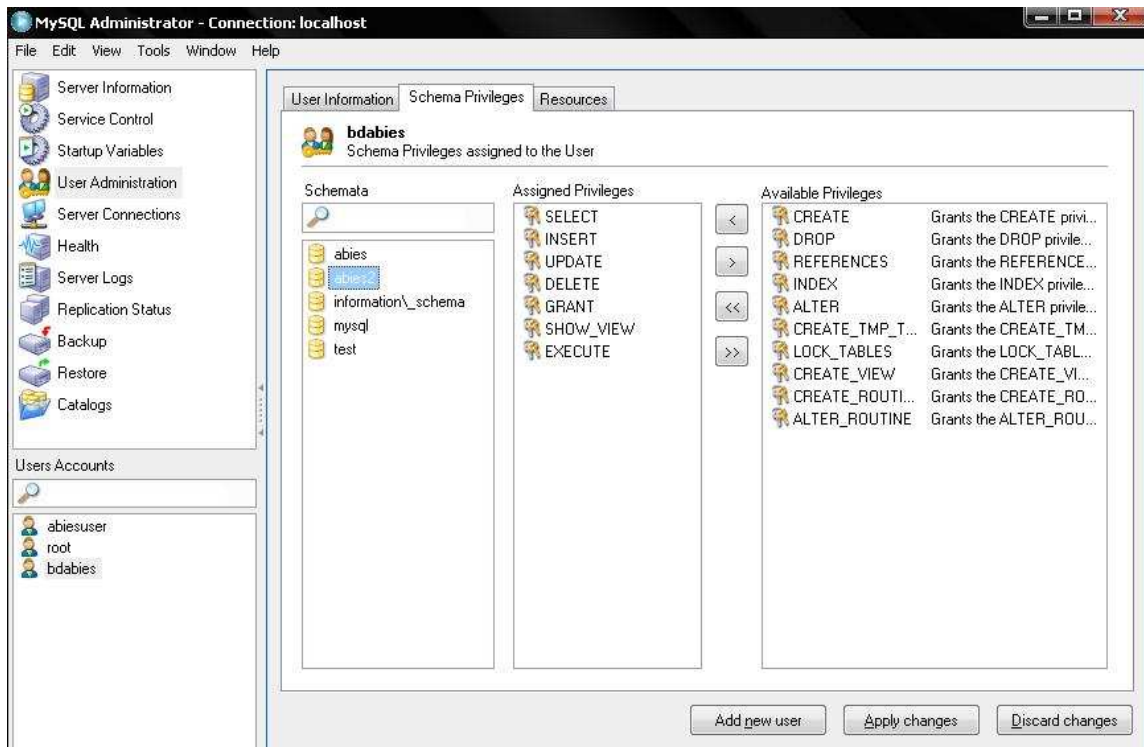 MySQL Administrator - Connection: localhost
File Edit View Tools Window Help
Server Information
Service Control
Startup Variables
User Administration
Server Connections
Health
Server Logs
Replication Status
Backup
Restore
Catalogs
Users Accounts
abiesuser
root
bdabies
User Information Schema Privileges Resources
bdabies
Schema Privileges assigned to the User
Schemata
abies
abies2
information\_schema
mysql
test
Assigned Privileges
SELECT
INSERT
UPDATE
DELETE
GRANT
SHOW_VIEW
EXECUTE
<
>
<<
>>
Available Privileges
CREATE Grants the CREATE privi...
DROP Grants the DROP privile...
REFERENCES Grants the REFERENCE...
INDEX Grants the INDEX privile...
ALTER Grants the ALTER privile...
CREATE_TMP_T... Grants the CREATE_TM...
LOCK_TABLES Grants the LOCK_TABL...
CREATE_VIEW Grants the CREATE_VI...
CREATE_ROUTI... Grants the CREATE_RO...
ALTER_ROUTINE Grants the ALTER_ROU...
Add new user Apply changes Discard changes